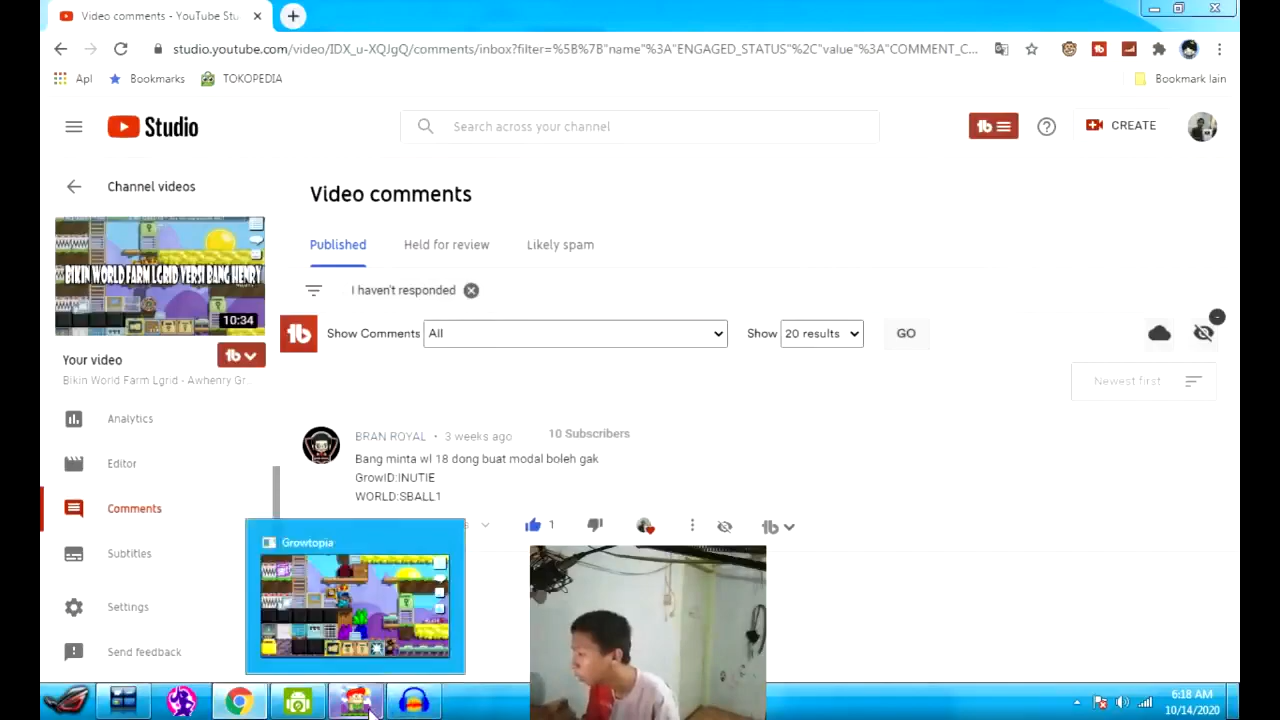 Video comments - YouTube Stu
studio.youtube.com/video/IDX_u-XQJgQ/comments/inbox?filter=%5B%7B"name"%3A"ENGAGED_STATUS"%2C"value"%3A"COMMENT_C...
Apl
Bookmarks
TOKOPEDIA
Bookmark lain
Studio
Search across your channel
CREATE
Channel videos
BIKIN WORLD FARM LGRID VERSI BANG HENRY
10:34
Your video
Bikin World Farm Lgrid - Awhenry Gr...
Analytics
Editor
Comments
Subtitles
Settings
Send feedback
Video comments
Published
Held for review
Likely spam
I haven't responded
Show Comments
All
Show
20 results
GO
Newest first
BRAN ROYAL • 3 weeks ago
10 Subscribers
Bang minta wl 18 dong buat modal boleh gak
GrowID:INUTIE
WORLD:SBALL1
1
Growtopia
6:18 AM
10/14/2020